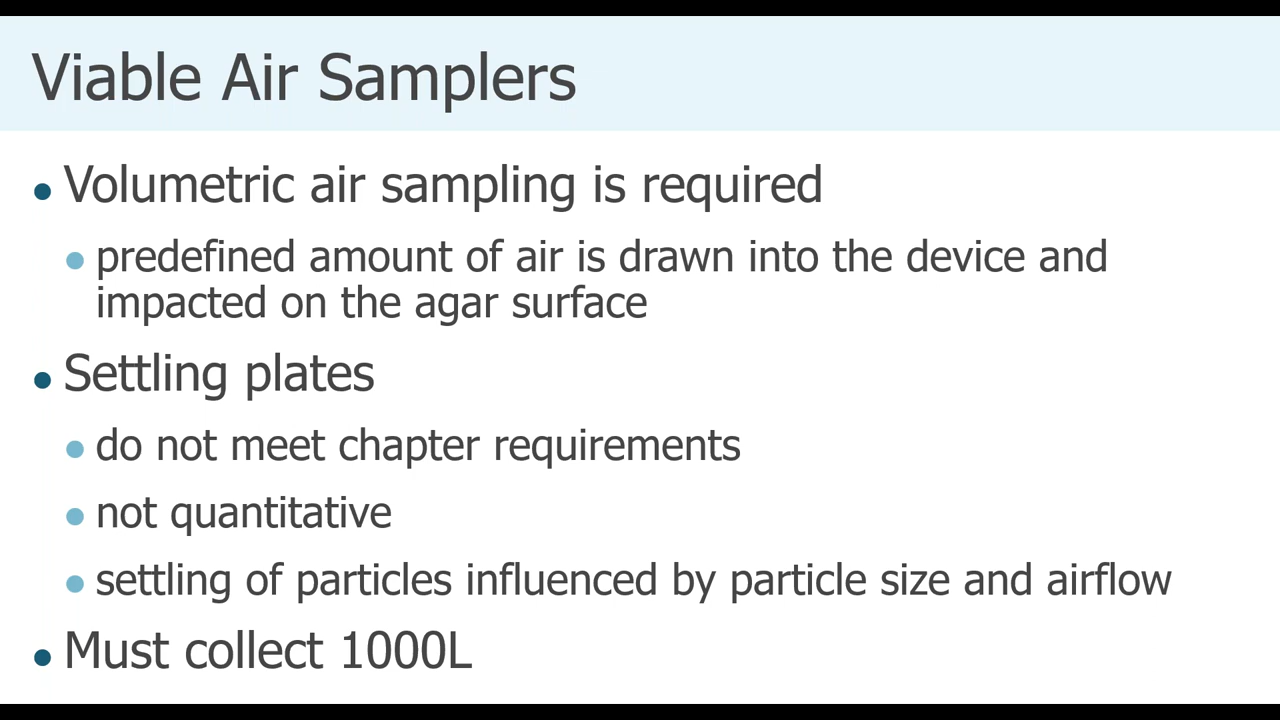 Viable Air Samplers
• Volumetric air sampling is required
• predefined amount of air is drawn into the device and
impacted on the agar surface
• Settling plates
• do not meet chapter requirements
• not quantitative
• settling of particles influenced by particle size and airflow
• Must collect 1000L